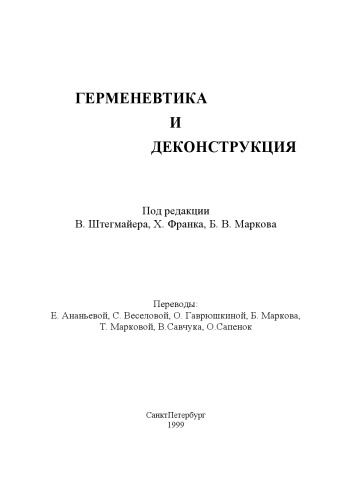 ГЕРМЕНЕВТИКА
И
ДЕКОНСТРУКЦИЯ
Под редакции
В. Штегмайера, Х. Франка, Б. В. Маркова
Переводы:
Е. Ананьевой, С. Веселовой, О. Гаврюшкиной, Б. Маркова,
Т. Марковой, В.Савчука, О.Сапенок
СанктПетербург
1999